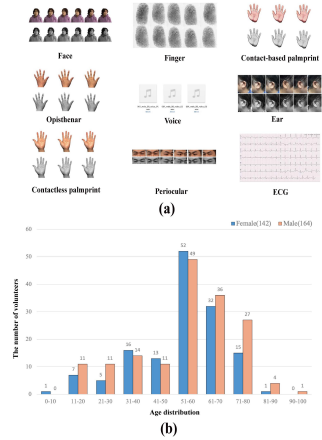 Face
Finger
Contact-based palmprint
Opisthenar
Voice
Ear
Contactless palmprint
Periocular
ECG
(a)
Female(142) Male(164)
The number of volunteers
60
50
40
30
20
10
0
1 0
7 11
5 11
16 14
13 11
52 49
32 36
15 27
1 4
0 1
0-10 11-20 21-30 31-40 41-50 51-60 61-70 71-80 81-90 90-100
Age distribution
(b)